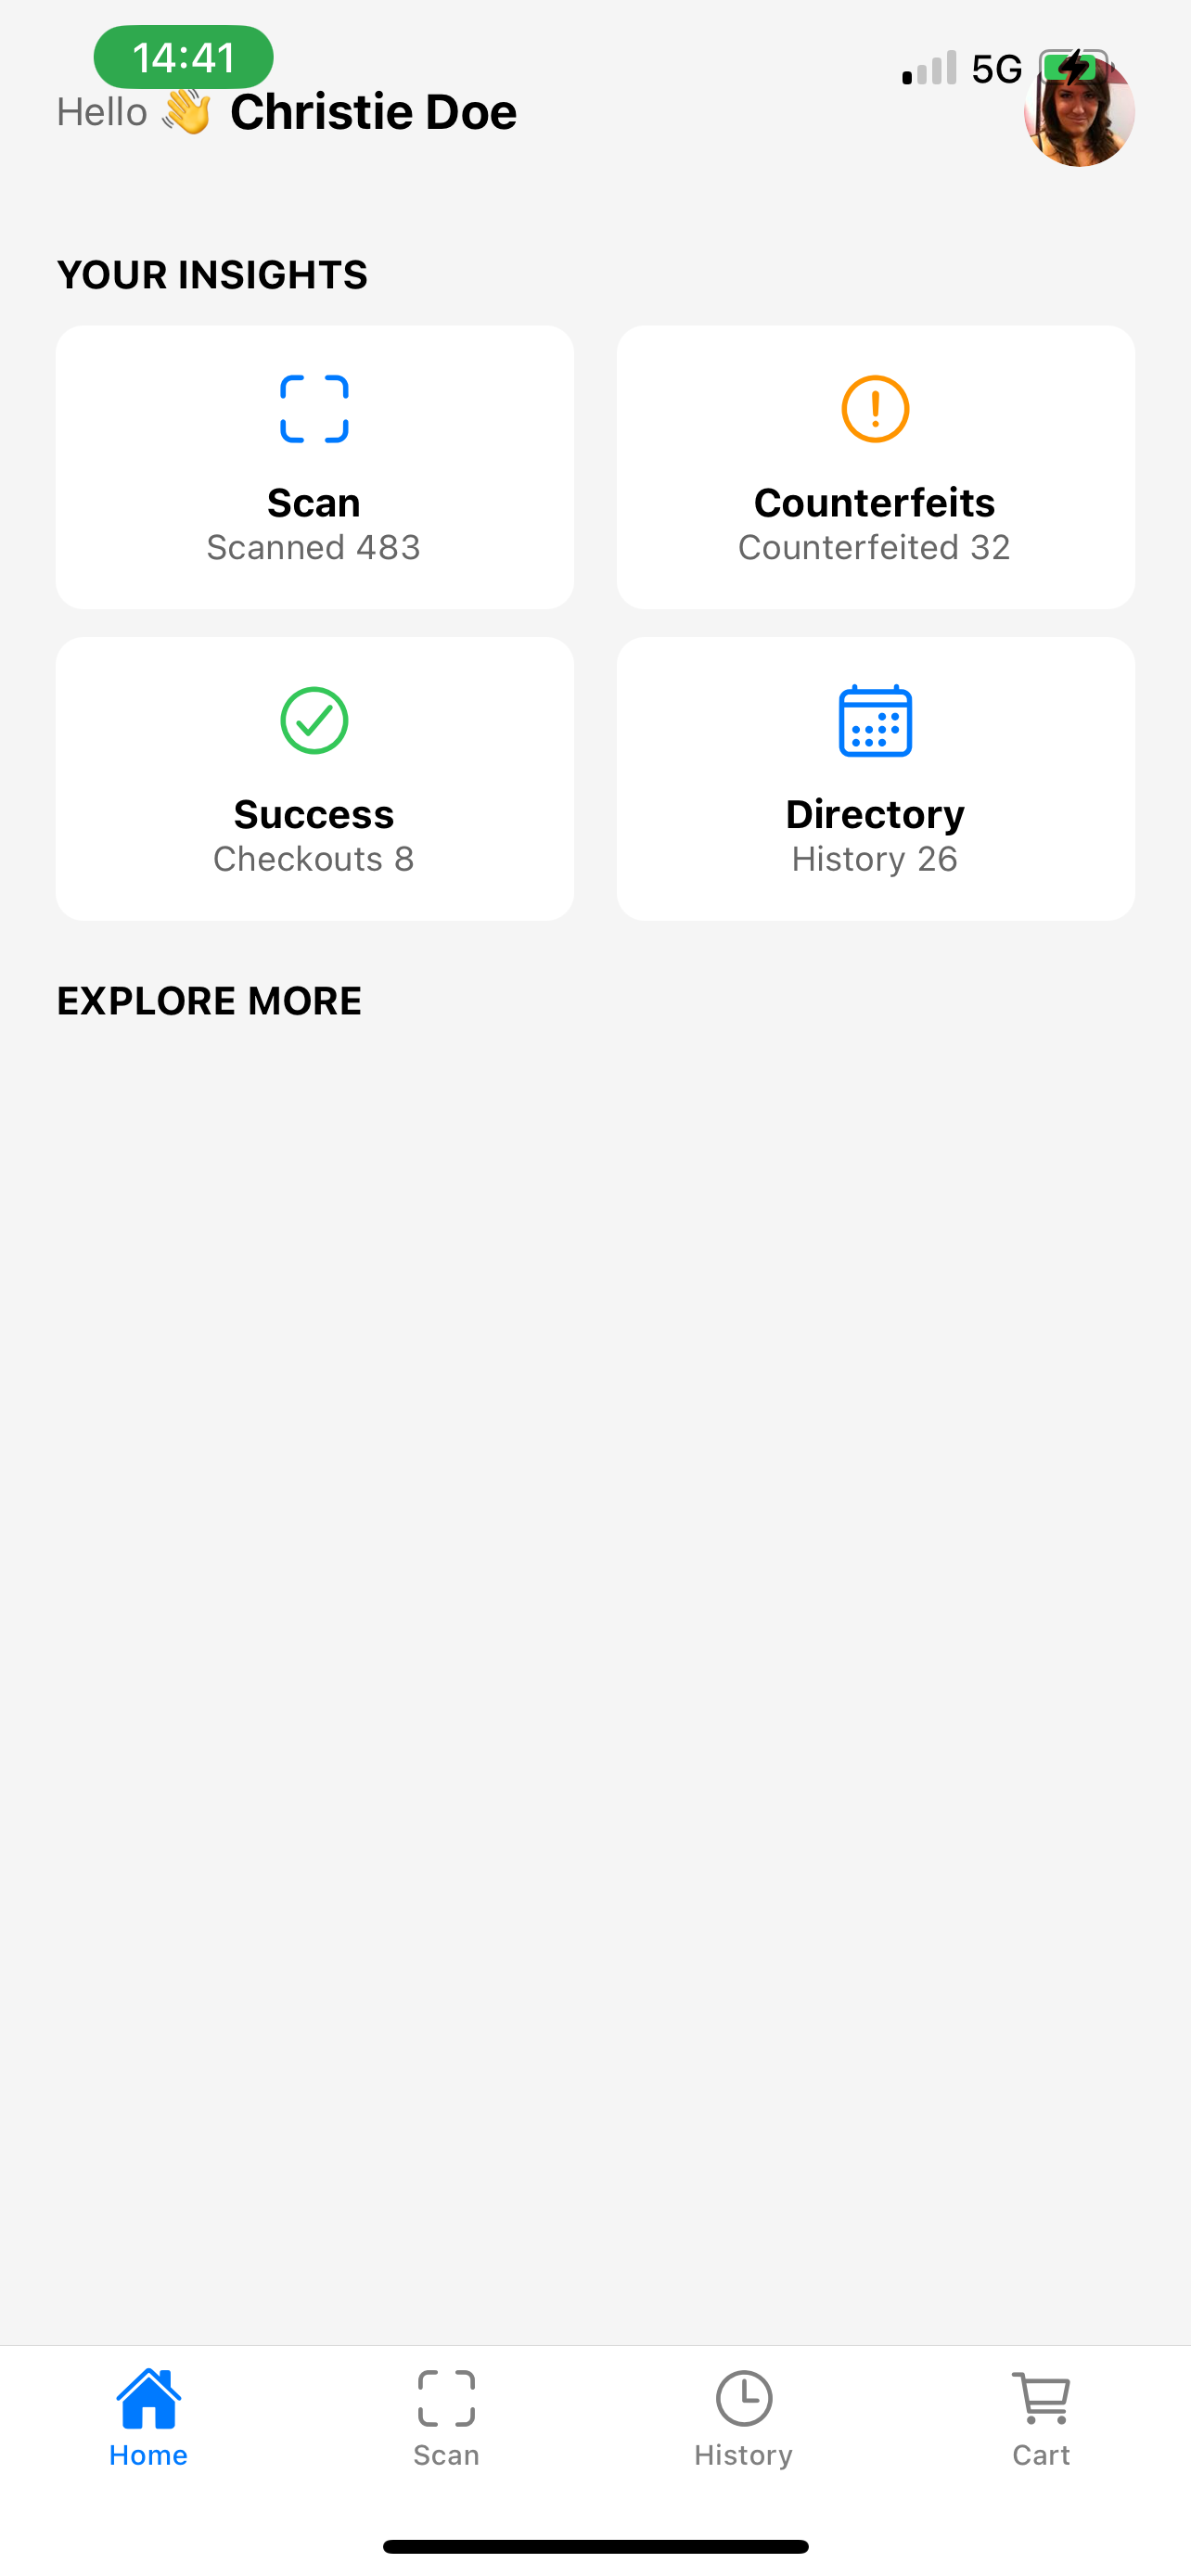 14:41
5G
Hello 👋 Christie Doe
YOUR INSIGHTS
Scan
Scanned 483
Counterfeits
Counterfeited 32
Success
Checkouts 8
Directory
History 26
EXPLORE MORE
Home
Scan
History
Cart